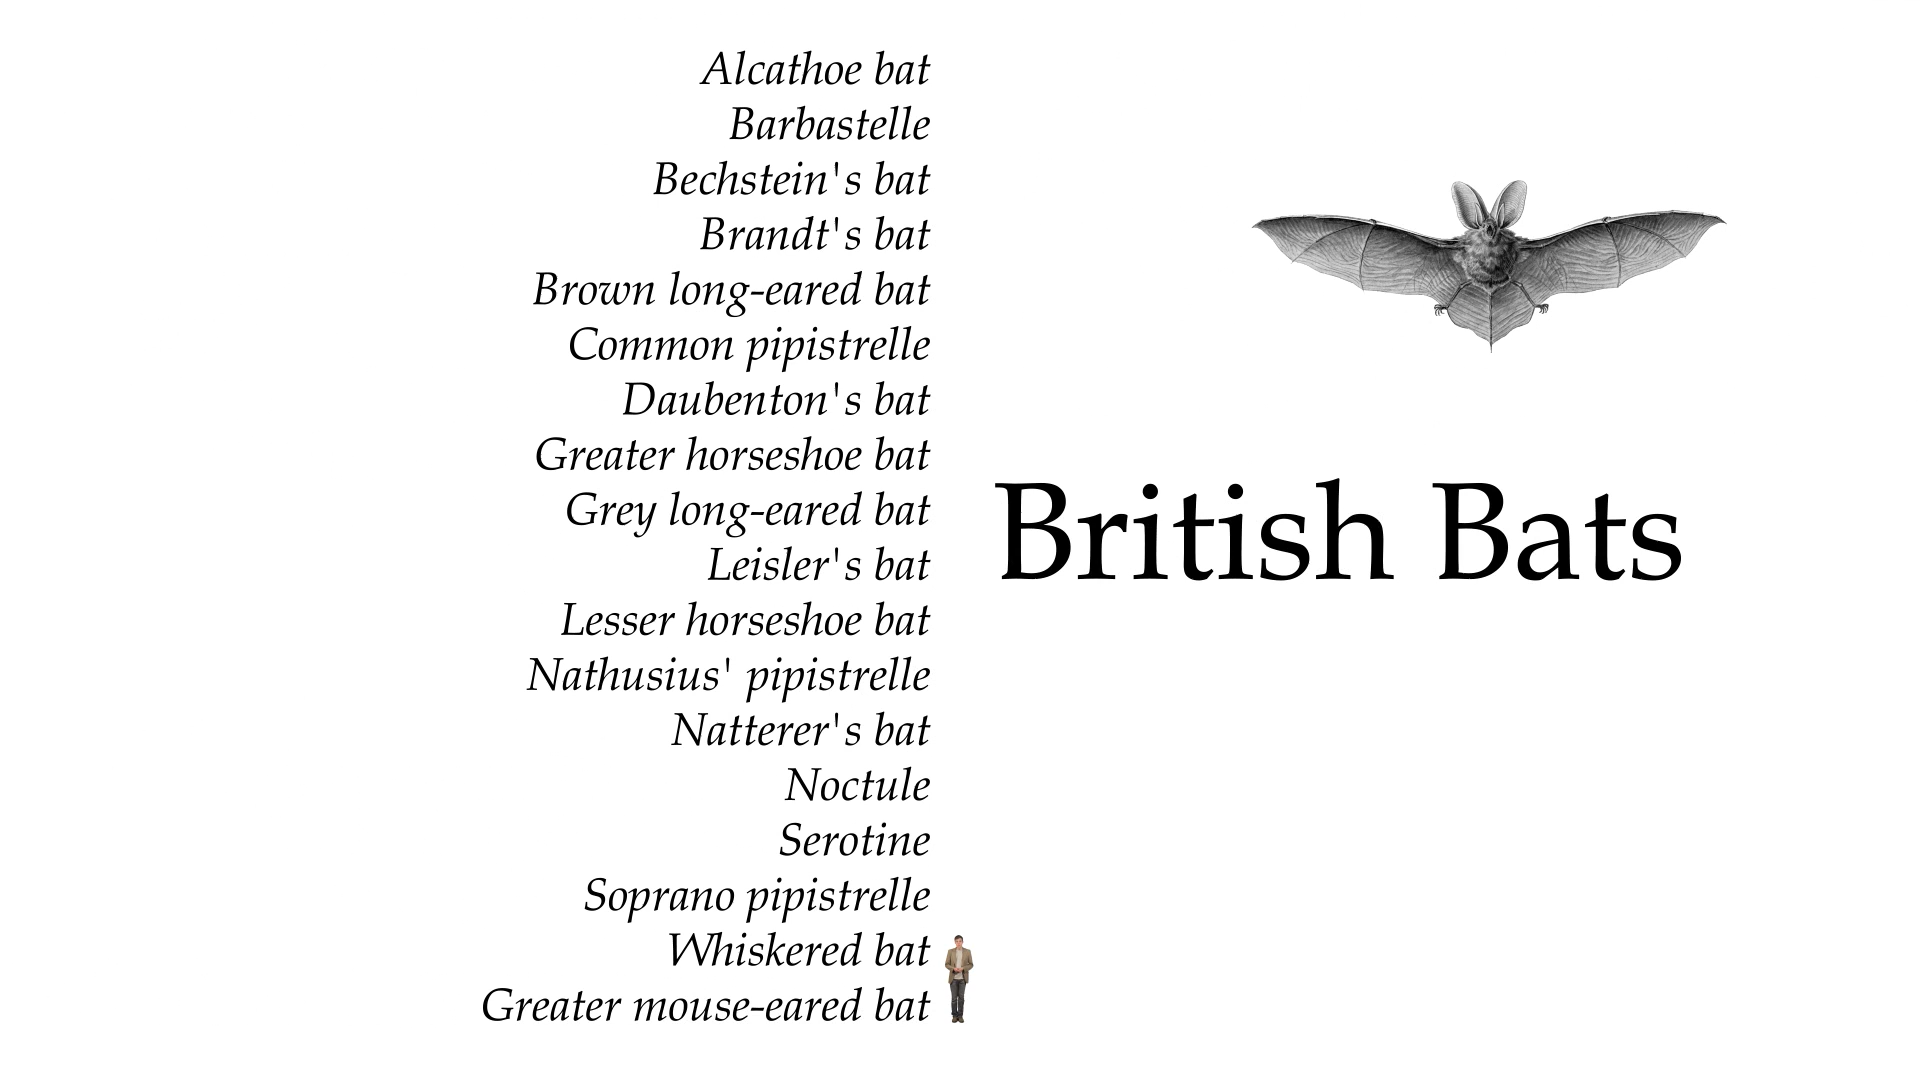 Alcathoe bat
Barbastelle
Bechstein's bat
Brandt's bat
Brown long-eared bat
Common pipistrelle
Daubenton's bat
Greater horseshoe bat
Grey long-eared bat
Leisler's bat
Lesser horseshoe bat
Nathusius' pipistrelle
Natterer's bat
Noctule
Serotine
Soprano pipistrelle
Whiskered bat
Greater mouse-eared bat
British Bats